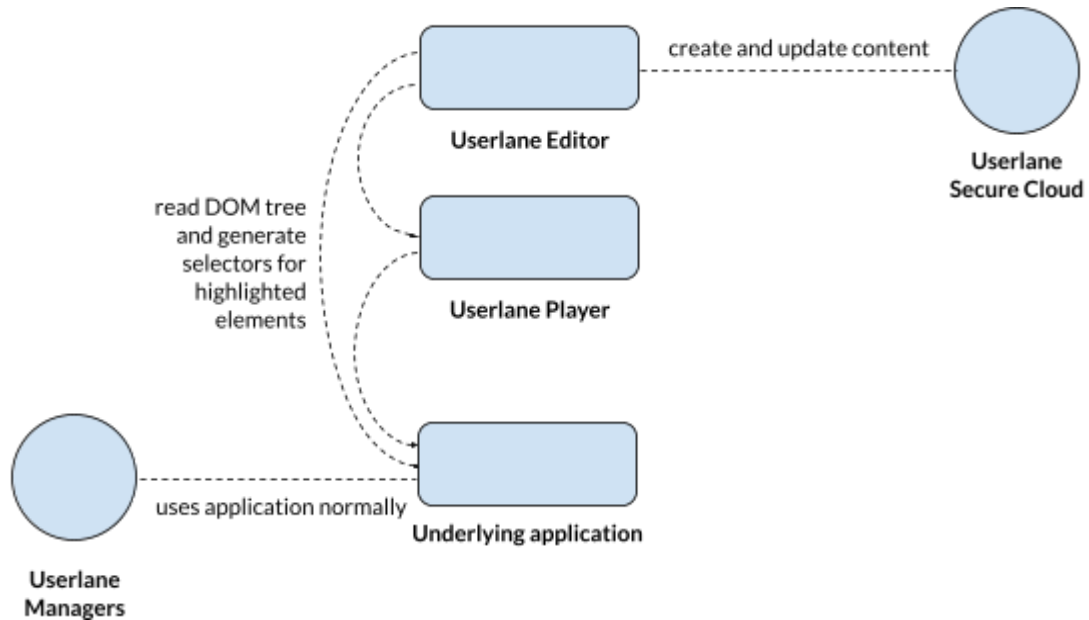 create and update content
Userlane Editor
Userlane
Secure Cloud
read DOM tree
and generate
selectors for
highlighted
elements
Userlane Player
uses application normally
Underlying application
Userlane
Managers